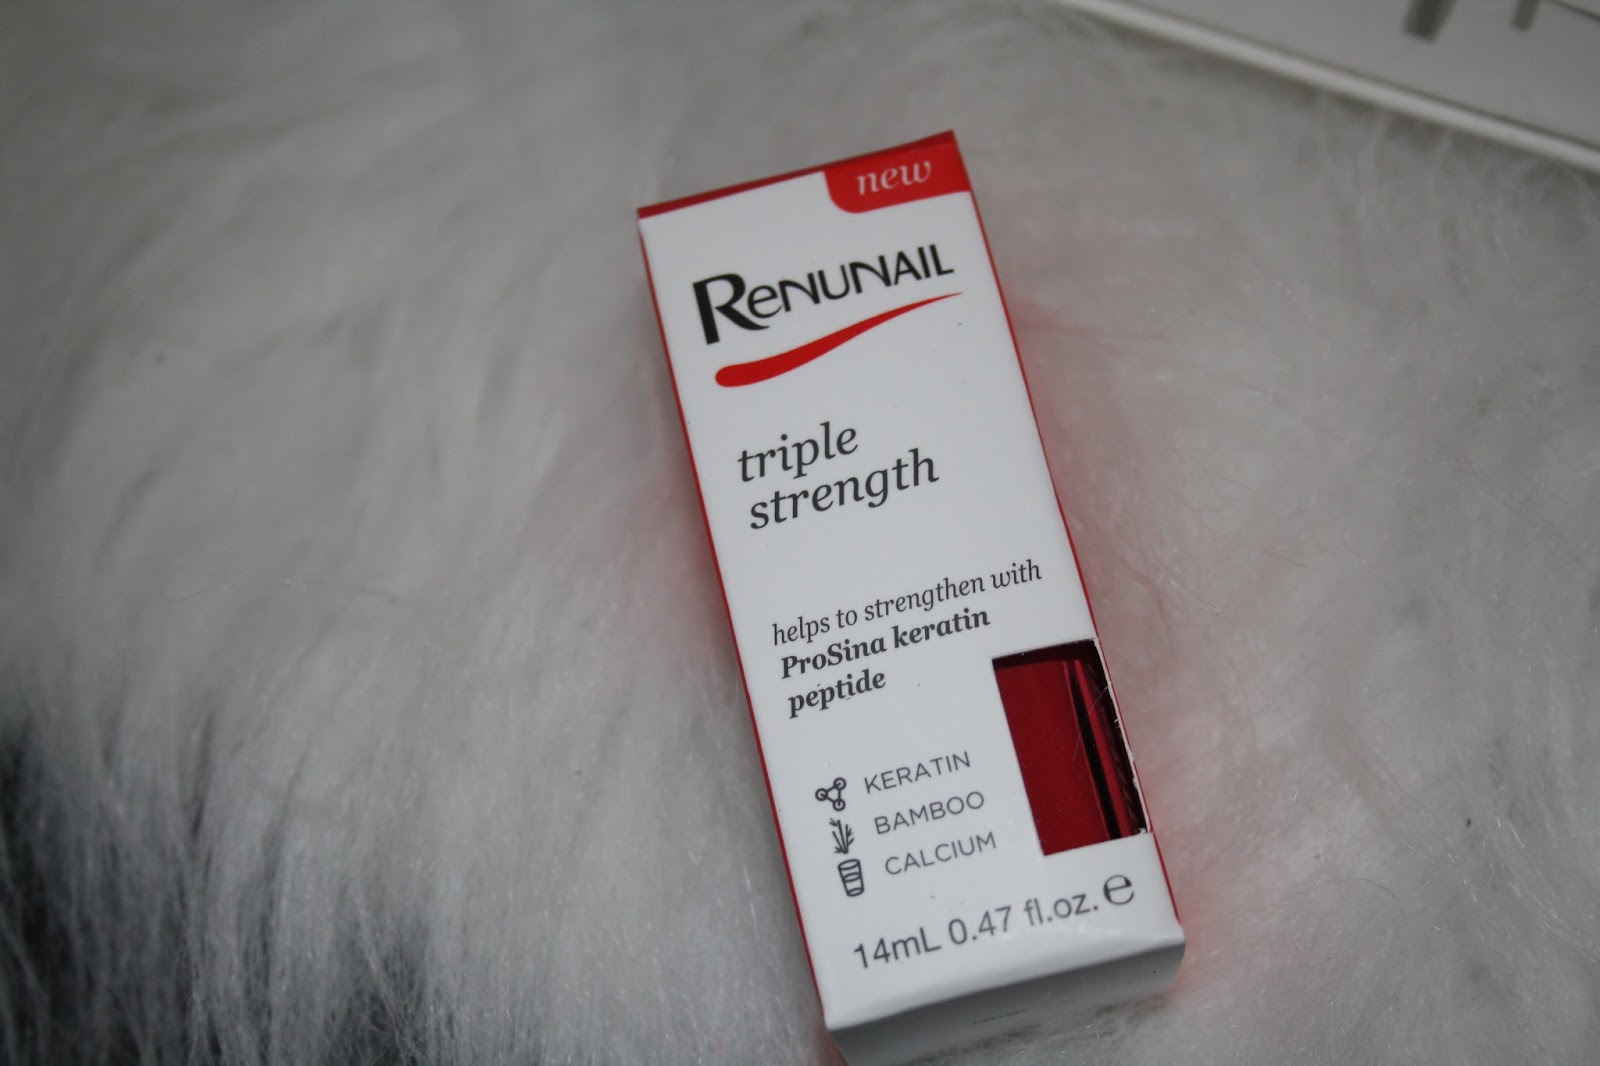 new
RENUNAIL
triple
strength
helps to strengthen with
ProSina keratin
peptide
KERATIN
BAMBOO
CALCIUM
14mL 0.47 fl.oz. ℮